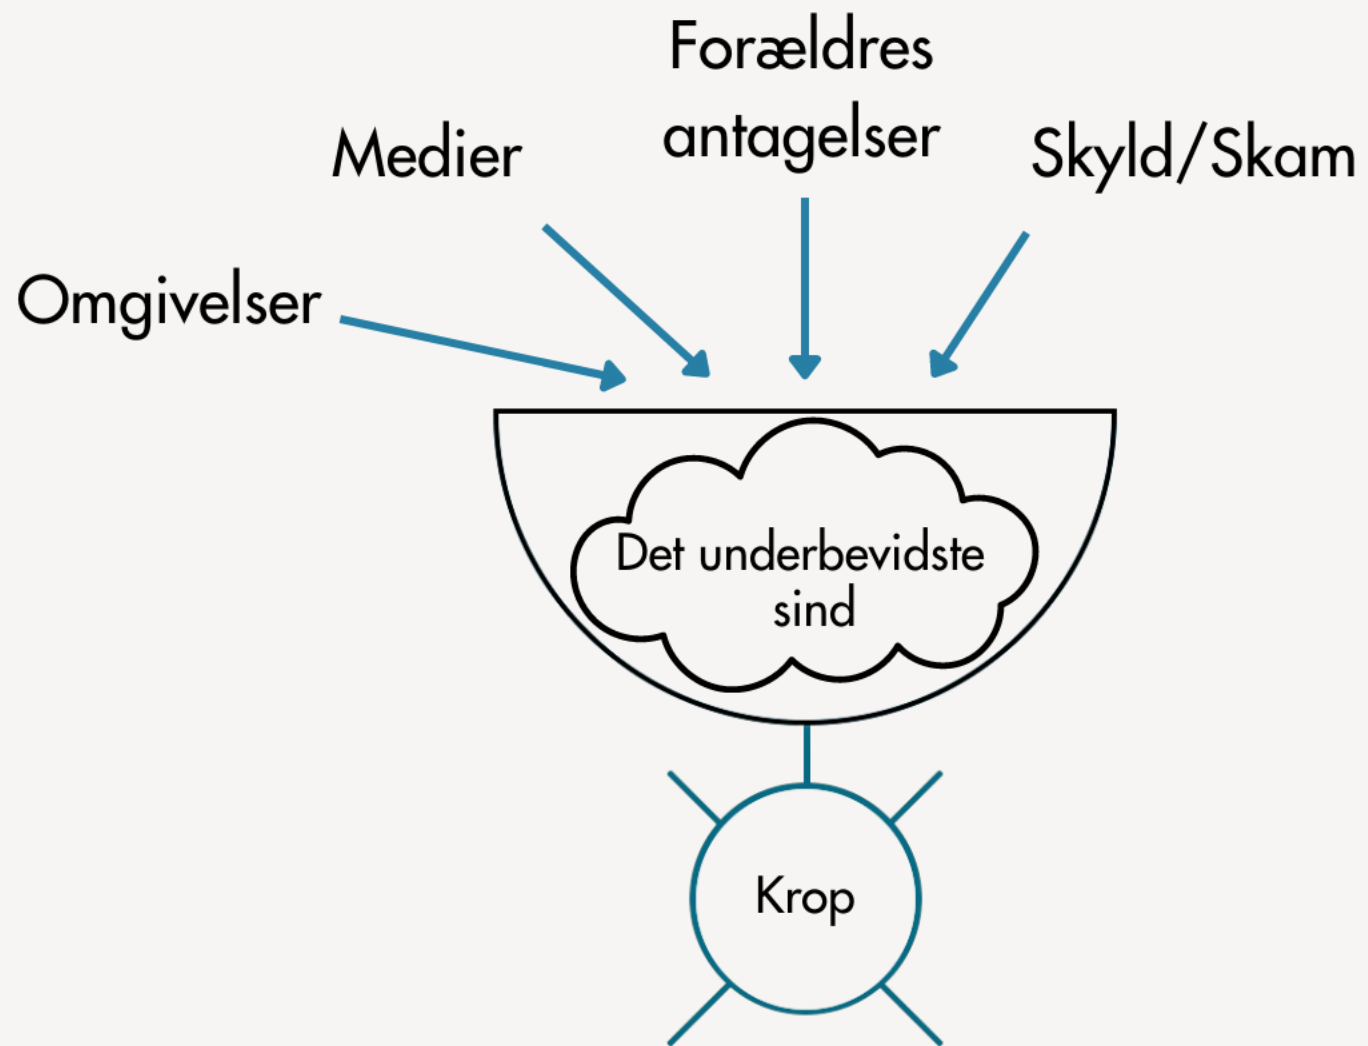 Forældres
antagelser
Medier
Skyld/Skam
Omgivelser
Det underbevidste
sind
Krop